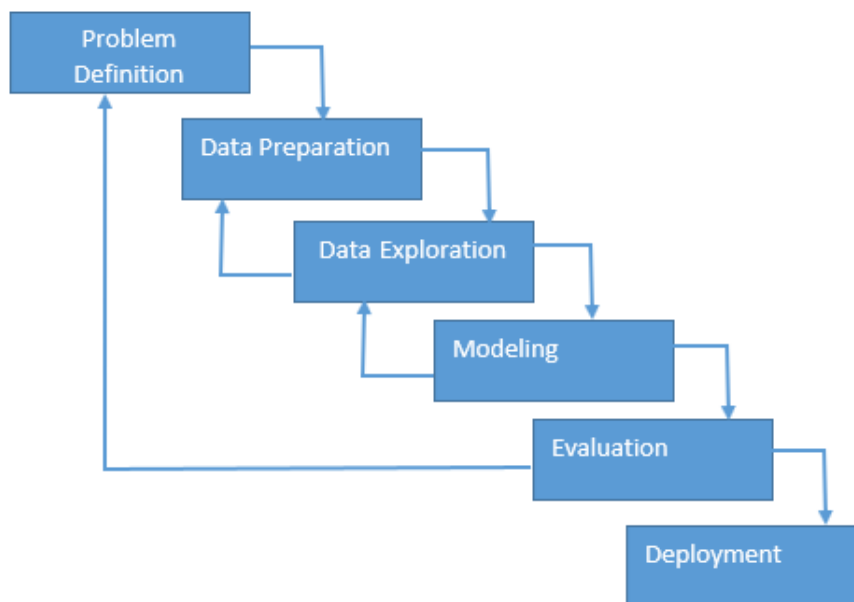 Problem
Definition
Data Preparation
Data Exploration
Modeling
Evaluation
Deployment